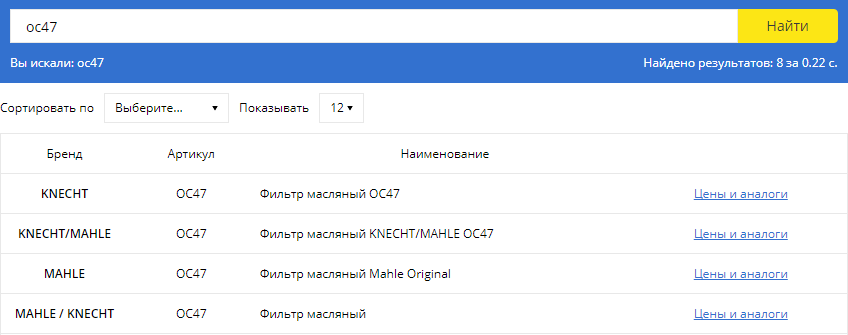 ос47
Найти
Вы искали: ос47
Найдено результатов: 8 за 0.22 с.
Сортировать по Выберите... Показывать 12
Бренд Артикул Наименование
KNECHT OC47 Фильтр масляный OC47 Цены и аналоги
KNECHT/MAHLE OC47 Фильтр масляный KNECHT/MAHLE OC47 Цены и аналоги
MAHLE OC47 Фильтр масляный Mahle Original Цены и аналоги
MAHLE / KNECHT OC47 Фильтр масляный Цены и аналоги